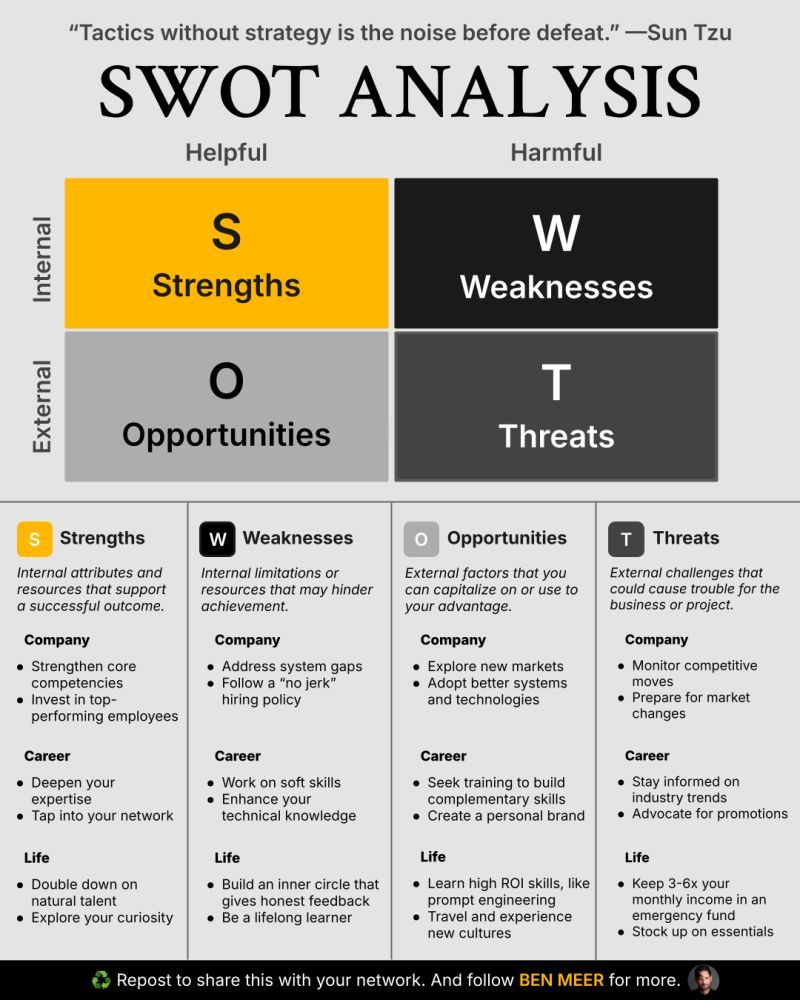 “Tactics without strategy is the noise before defeat.” —Sun Tzu
SWOT ANALYSIS
Helpful
Harmful
Internal
S
Strengths
W
Weaknesses
External
O
Opportunities
T
Threats
S Strengths
Internal attributes and
resources that support
a successful outcome.
Company
• Strengthen core
competencies
• Invest in top-
performing employees
Career
• Deepen your
expertise
• Tap into your network
Life
• Double down on
natural talent
• Explore your curiosity
W Weaknesses
Internal limitations or
resources that may hinder
achievement.
Company
• Address system gaps
• Follow a “no jerk”
hiring policy
Career
• Work on soft skills
• Enhance your
technical knowledge
Life
• Build an inner circle that
gives honest feedback
• Be a lifelong learner
O Opportunities
External factors that you
can capitalize on or use to
your advantage.
Company
• Explore new markets
• Adopt better systems
and technologies
Career
• Seek training to build
complementary skills
• Create a personal brand
Life
• Learn high ROI skills, like
prompt engineering
• Travel and experience
new cultures
T Threats
External challenges that
could cause trouble for the
business or project.
Company
• Monitor competitive
moves
• Prepare for market
changes
Career
• Stay informed on
industry trends
• Advocate for promotions
Life
• Keep 3-6x your
monthly income in an
emergency fund
• Stock up on essentials
♻️ Repost to share this with your network. And follow BEN MEER for more.